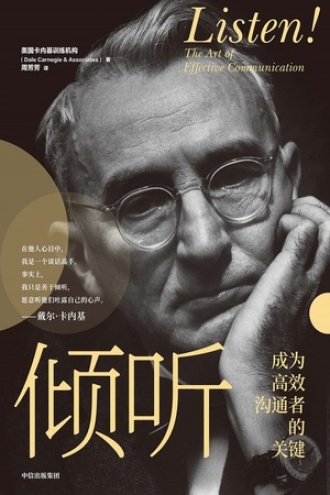 Listen!
The Art of
Effective Communication
美国卡内基训练机构
(Dale Carnegie & Associates) 著
周芳芳 译
在他人心目中，
我是一个谈话高手。
事实上，
我只是善于倾听，
愿意听他们吐露自己的心声。
——戴尔·卡内基
倾听
成为
高效
沟通者
的
关键
中信出版集团